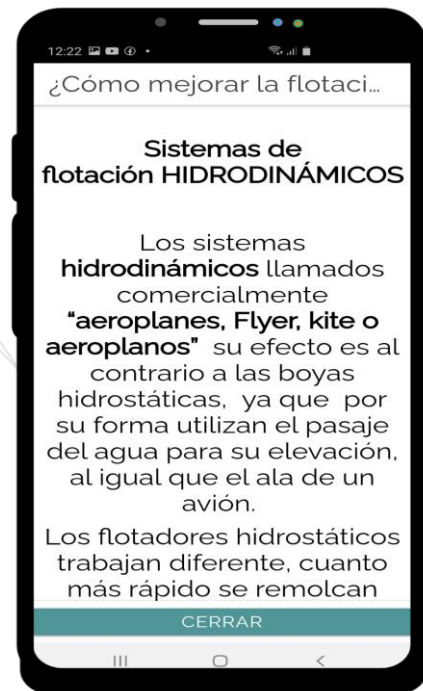 12:22
¿Cómo mejorar la flotaci...
Sistemas de
flotación HIDRODINÁMICOS
Los sistemas
hidrodinámicos llamados
comercialmente
“aeroplanes, Flyer, kite o
aeroplanos” su efecto es al
contrario a las boyas
hidrostáticas, ya que por
su forma utilizan el pasaje
del agua para su elevación,
al igual que el ala de un
avión.
Los flotadores hidrostáticos
trabajan diferente, cuanto
más rápido se remolcan
CERRAR